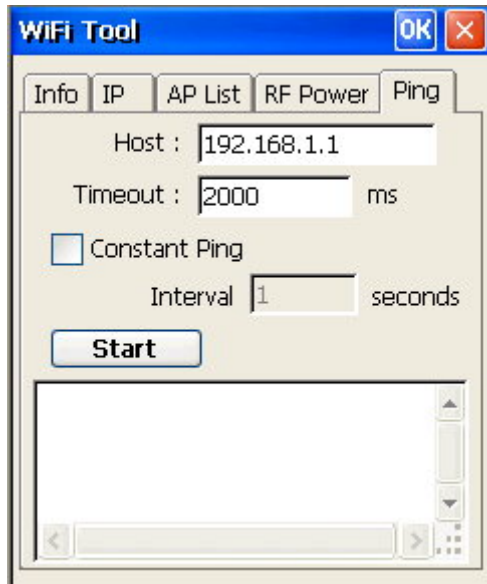 WiFi Tool OK
Info IP AP List RF Power Ping
Host : 192.168.1.1
Timeout : 2000 ms
Constant Ping
Interval 1 seconds
Start